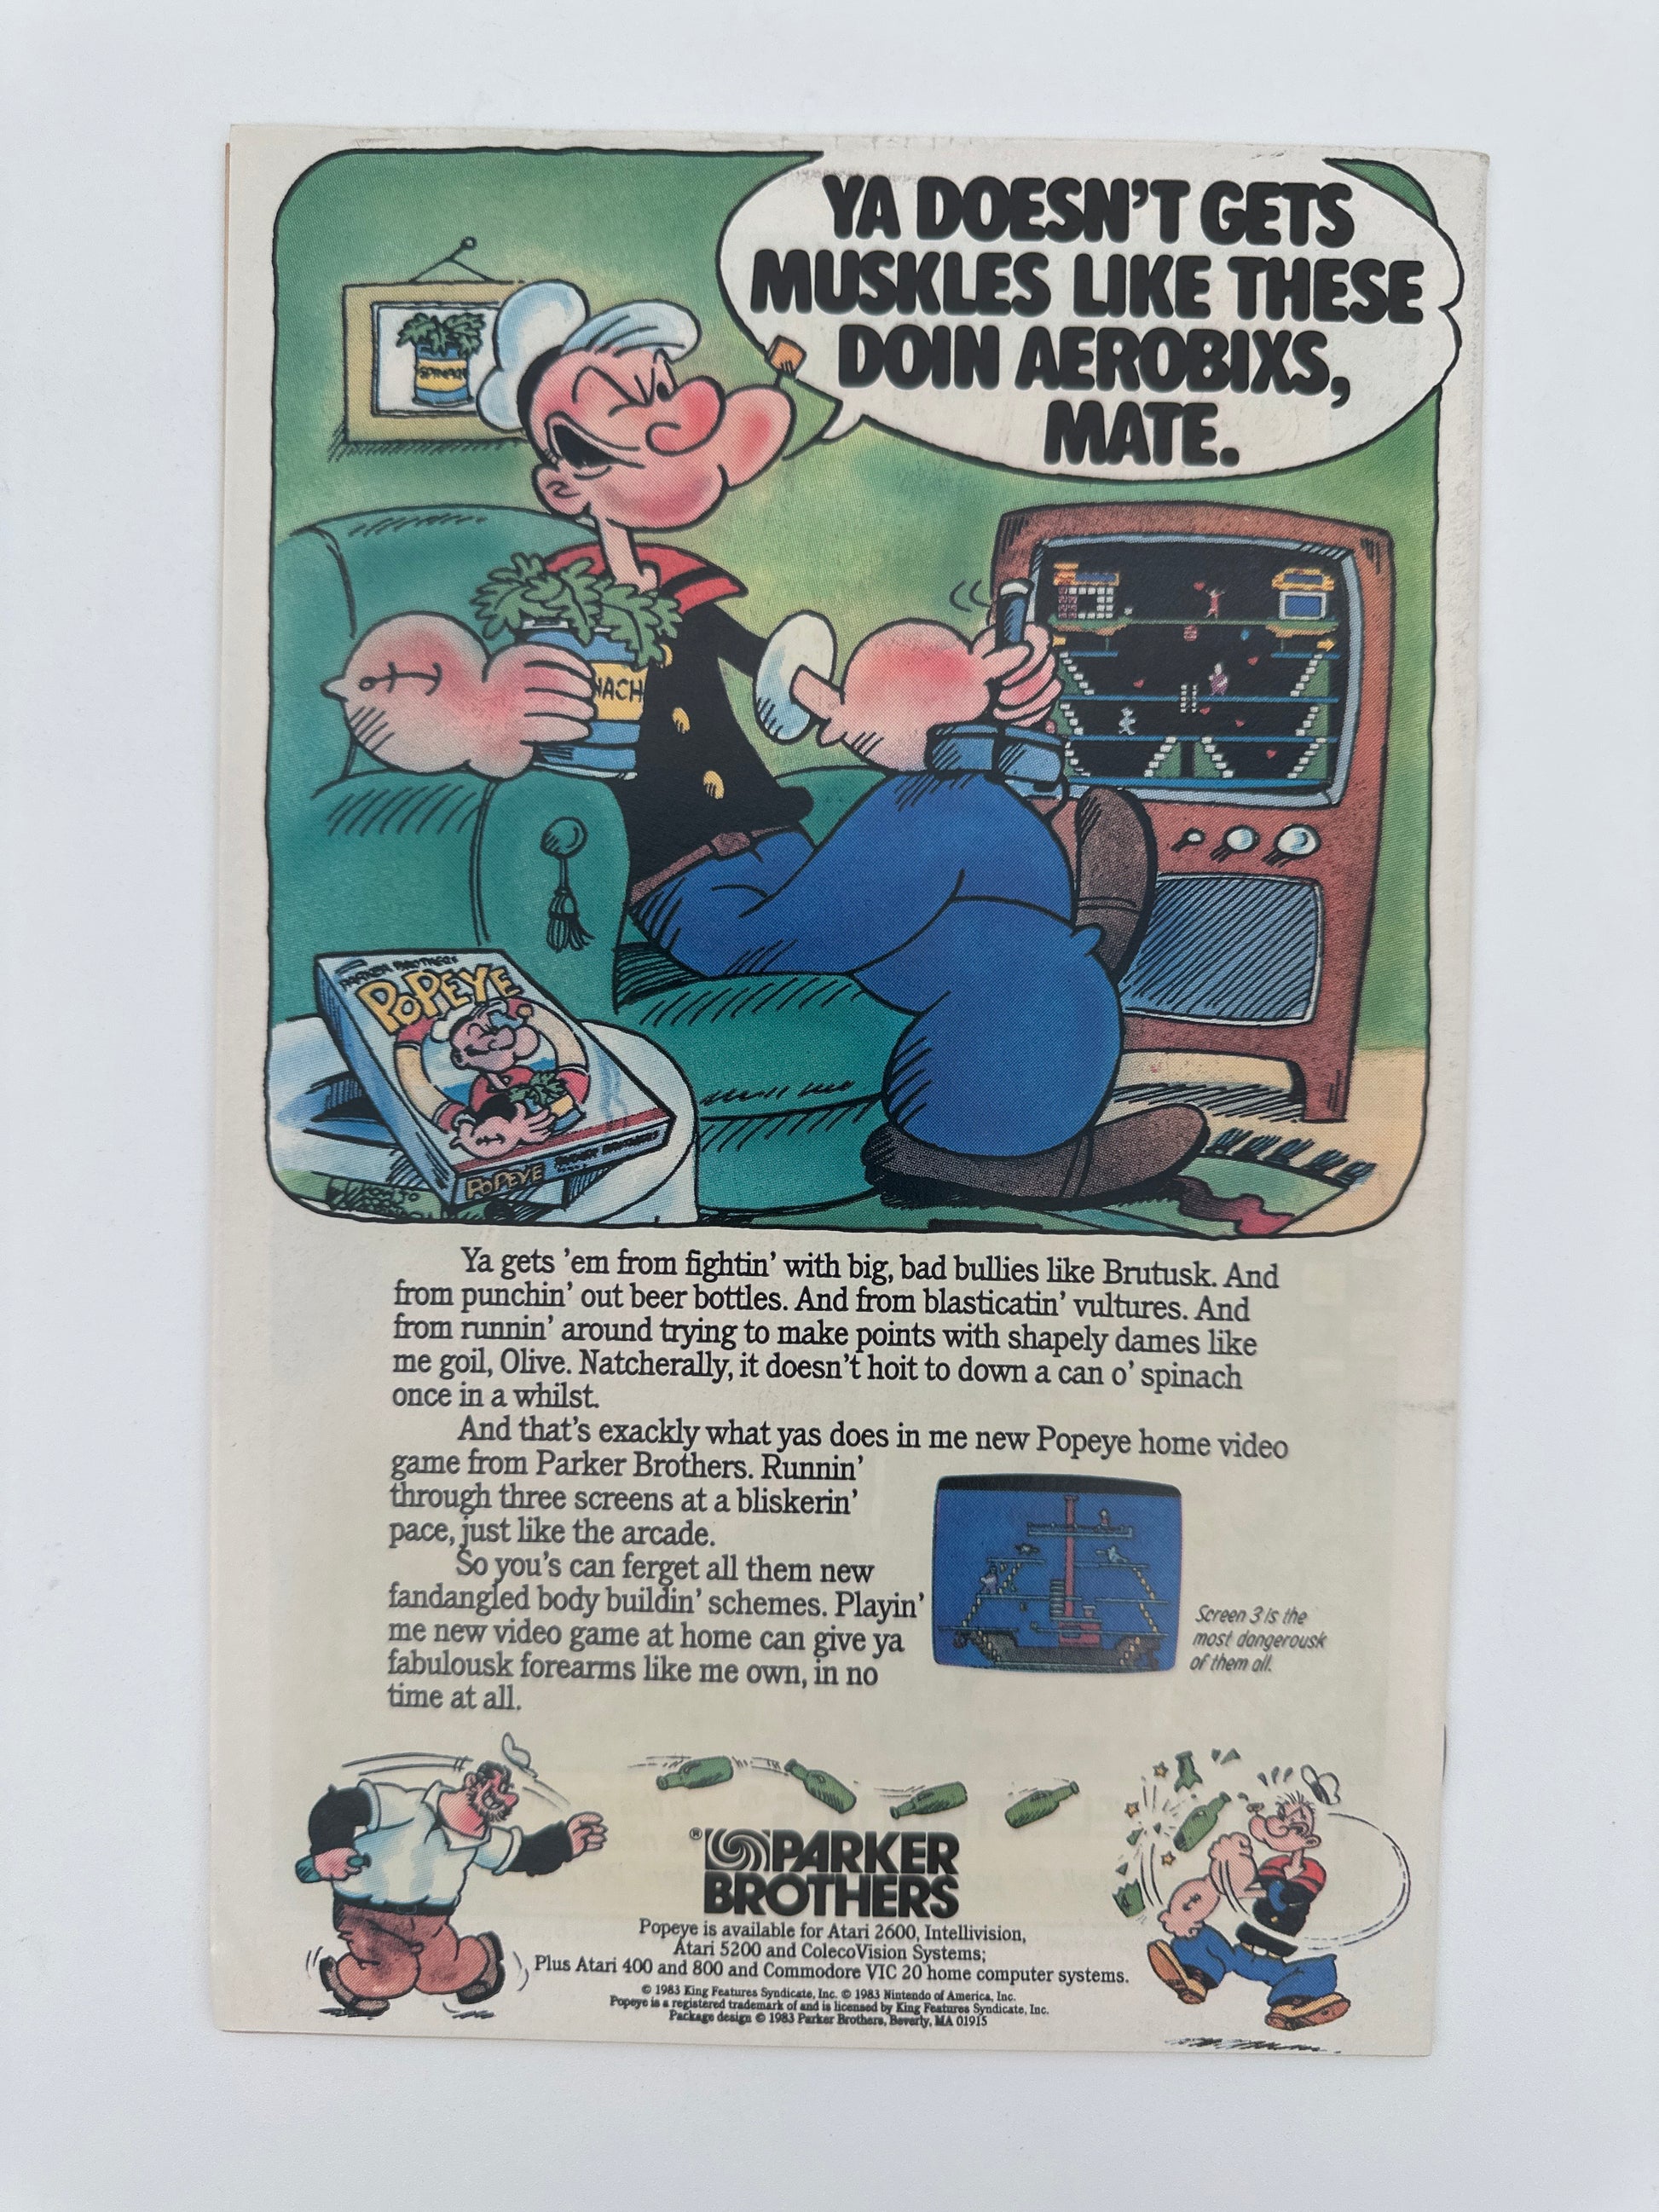 YA DOESN'T GETS
MUSKLES LIKE THESE
DOIN AEROBIXS,
MATE.
SPINACH
NACH
PARKER BROTHERS
POPEYE
POPEYE PARKER BROTHERS
Ya gets 'em from fightin' with big, bad bullies like Brutusk. And
from punchin' out beer bottles. And from blasticatin' vultures. And
from runnin' around trying to make points with shapely dames like
me goil, Olive. Natcherally, it doesn't hoit to down a can o' spinach
once in a whilst.
And that's exackly what yas does in me new Popeye home video
game from Parker Brothers. Runnin'
through three screens at a bliskerin'
pace, just like the arcade.
So you's can ferget all them new
fandangled body buildin' schemes. Playin'
me new video game at home can give ya
fabulousk forearms like me own, in no
time at all.
Screen 3 is the
most dangerousk
of them all.
® PARKER
BROTHERS
Popeye is available for Atari 2600, Intellivision,
Atari 5200 and ColecoVision Systems;
Plus Atari 400 and 800 and Commodore VIC 20 home computer systems.
© 1983 King Features Syndicate, Inc. © 1983 Nintendo of America, Inc.
Popeye is a registered trademark of and is licensed by King Features Syndicate, Inc.
Package design © 1983 Parker Brothers, Beverly, MA 01915